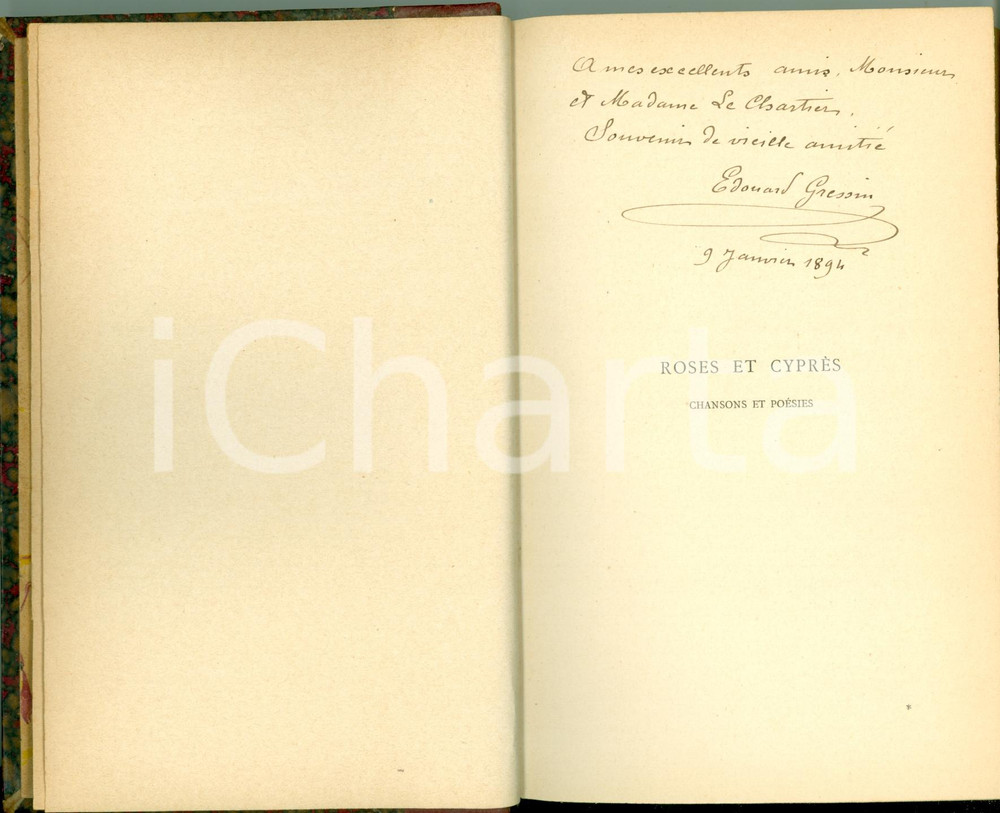 A mes excellents amis, Monsieur
et Madame Le Chartier,
Souvenir de vieille amitié
Edouard Gressin
9 Janvier 1894
iCharta
ROSES ET CYPRÈS
CHANSONS ET POÉSIES